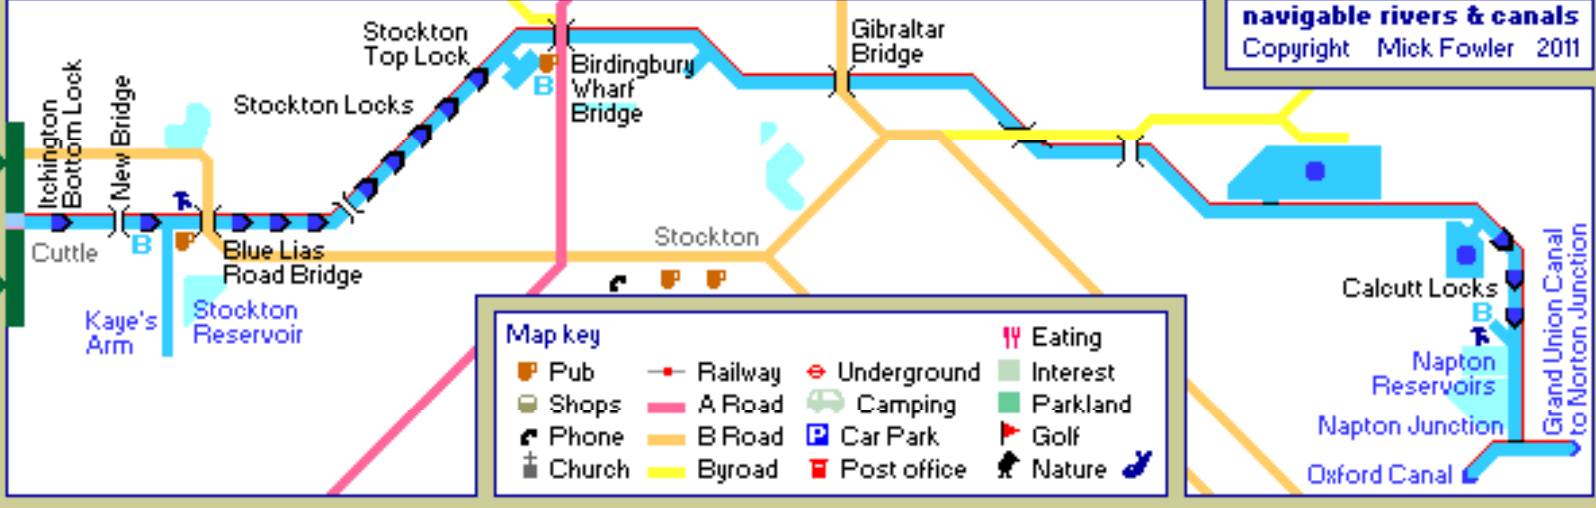 navigable rivers & canals
Copyright Mick Fowler 2011
Stockton
Top Lock
Gibraltar
Bridge
Birdingbury
Wharf
Bridge
B
Stockton Locks
Itchington
Bottom Lock
New Bridge
Cuttle
B
Blue Lias
Road Bridge
Stockton
Kaye's
Arm
Stockton
Reservoir
Calcutt Locks
B
Napton
Reservoirs
Napton Junction
Oxford Canal
Grand Union Canal
to Norton Junction
Map key
Eating
Pub
Railway
Underground
Interest
Shops
A Road
Camping
Parkland
Phone
B Road
P
Car Park
Golf
Church
Byroad
Post office
Nature